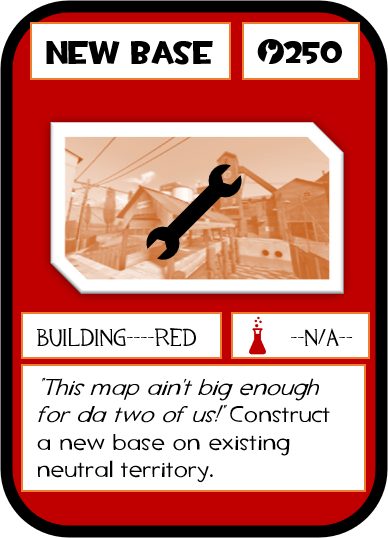 NEW BASE
250
BUILDING----RED
--N/A--
"This map ain't big enough
for da two of us!" Construct
a new base on existing
neutral territory.